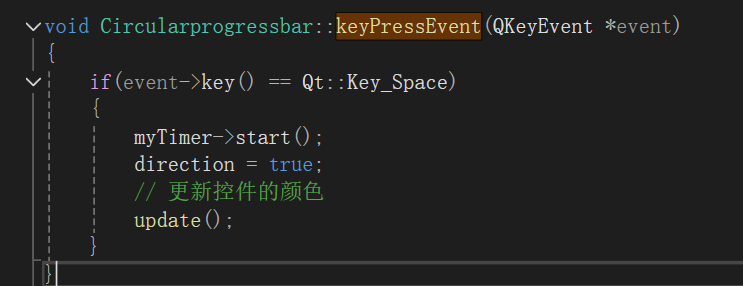 void Circularprogressbar::keyPressEvent(QKeyEvent *event)
{
if(event->key() == Qt::Key_Space)
{
myTimer->start();
direction = true;
// 更新控件的颜色
update();
}
}